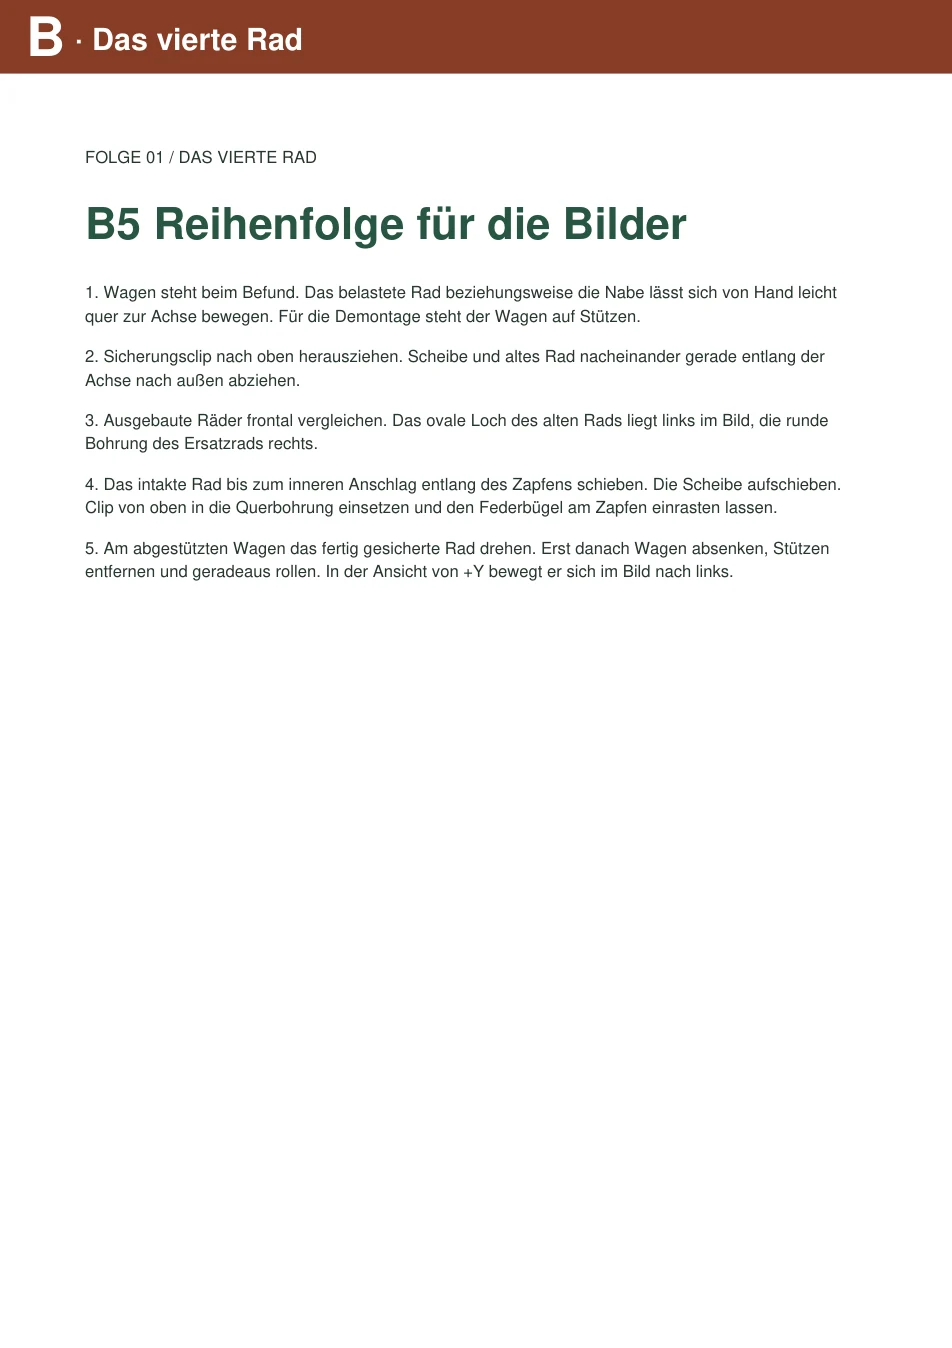 B · Das vierte Rad
FOLGE 01 / DAS VIERTE RAD
B5 Reihenfolge für die Bilder
1. Wagen steht beim Befund. Das belastete Rad beziehungsweise die Nabe lässt sich von Hand leicht
quer zur Achse bewegen. Für die Demontage steht der Wagen auf Stützen.
2. Sicherungsclip nach oben herausziehen. Scheibe und altes Rad nacheinander gerade entlang der
Achse nach außen abziehen.
3. Ausgebaute Räder frontal vergleichen. Das ovale Loch des alten Rads liegt links im Bild, die runde
Bohrung des Ersatzrads rechts.
4. Das intakte Rad bis zum inneren Anschlag entlang des Zapfens schieben. Die Scheibe aufschieben.
Clip von oben in die Querbohrung einsetzen und den Federbügel am Zapfen einrasten lassen.
5. Am abgestützten Wagen das fertig gesicherte Rad drehen. Erst danach Wagen absenken, Stützen
entfernen und geradeaus rollen. In der Ansicht von +Y bewegt er sich im Bild nach links.